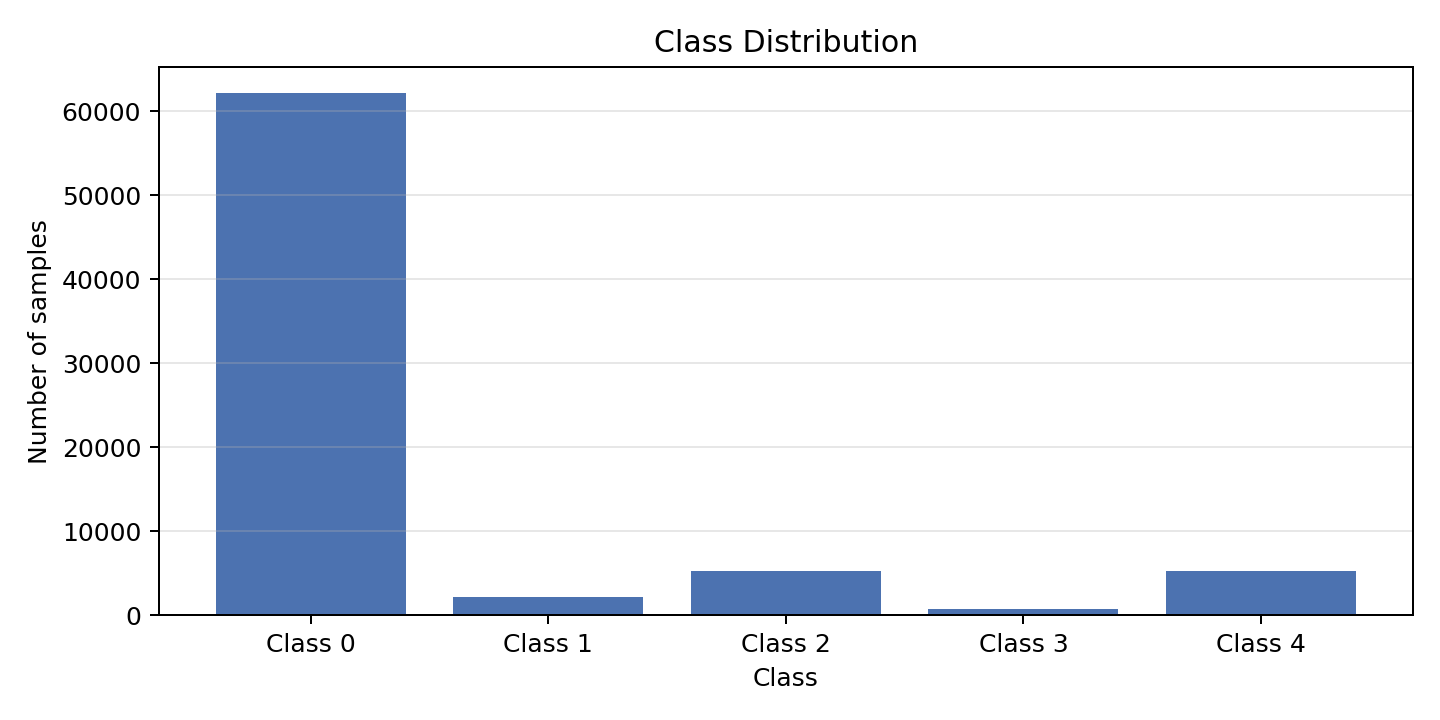 Class Distribution
Number of samples
60000
50000
40000
30000
20000
10000
0
Class 0 Class 1 Class 2 Class 3 Class 4
Class